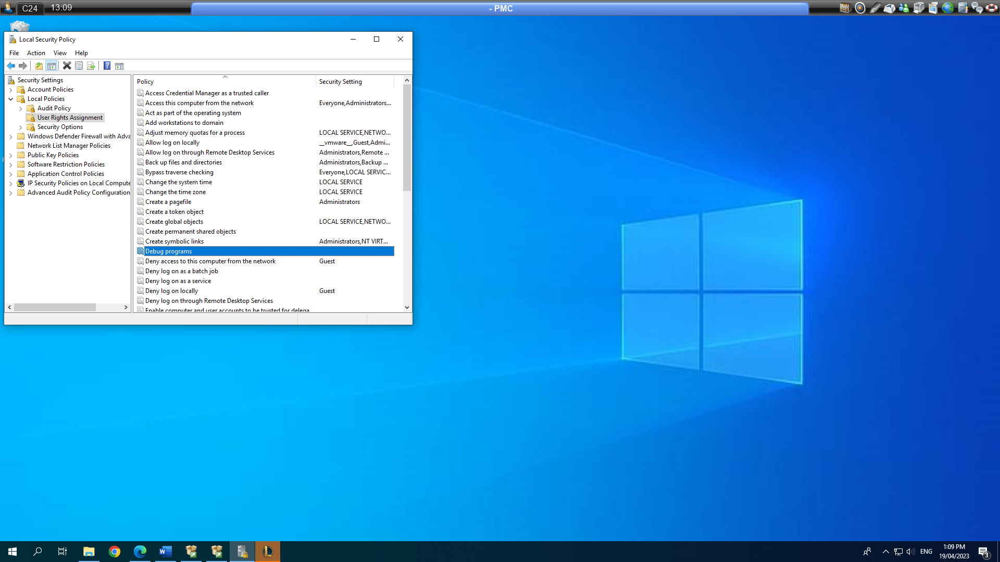 C24
13:09
- PMC
Local Security Policy
File Action View Help
Security Settings
Account Policies
Local Policies
Audit Policy
User Rights Assignment
Security Options
Windows Defender Firewall with Adva
Network List Manager Policies
Public Key Policies
Software Restriction Policies
Application Control Policies
IP Security Policies on Local Compute
Advanced Audit Policy Configuration
Policy Security Setting
Access Credential Manager as a trusted caller
Access this computer from the network Everyone,Administrators...
Act as part of the operating system
Add workstations to domain
Adjust memory quotas for a process LOCAL SERVICE,NETWO...
Allow log on locally __vmware__,Guest,Admi...
Allow log on through Remote Desktop Services Administrators,Remote ...
Back up files and directories Administrators,Backup ...
Bypass traverse checking Everyone,LOCAL SERVIC...
Change the system time LOCAL SERVICE
Change the time zone LOCAL SERVICE
Create a pagefile Administrators
Create a token object
Create global objects LOCAL SERVICE,NETWO...
Create permanent shared objects
Create symbolic links Administrators,NT VIRT...
Debug programs
Deny access to this computer from the network Guest
Deny log on as a batch job
Deny log on as a service
Deny log on locally Guest
Deny log on through Remote Desktop Services
Enable computer and user accounts to be trusted for delega
ENG
1:09 PM
19/04/2023
3